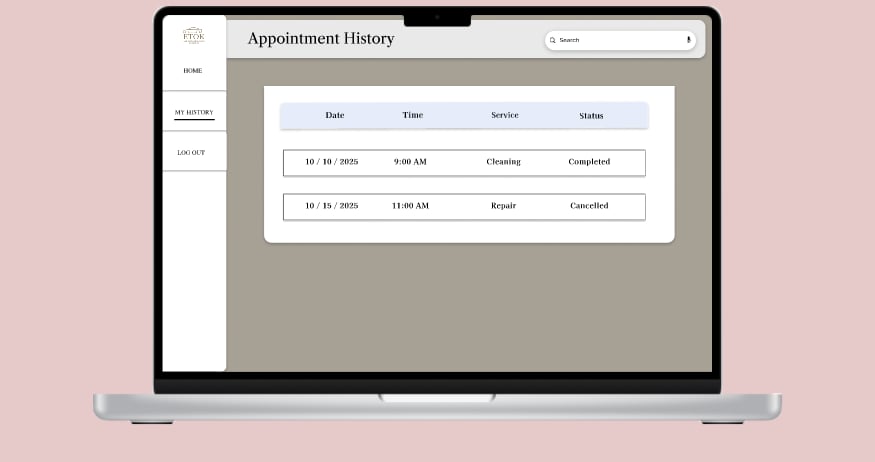 ETOK
HOME
MY HISTORY
LOG OUT
Appointment History
Search
Date Time Service Status
10 / 10 / 2025 9:00 AM Cleaning Completed
10 / 15 / 2025 11:00 AM Repair Cancelled